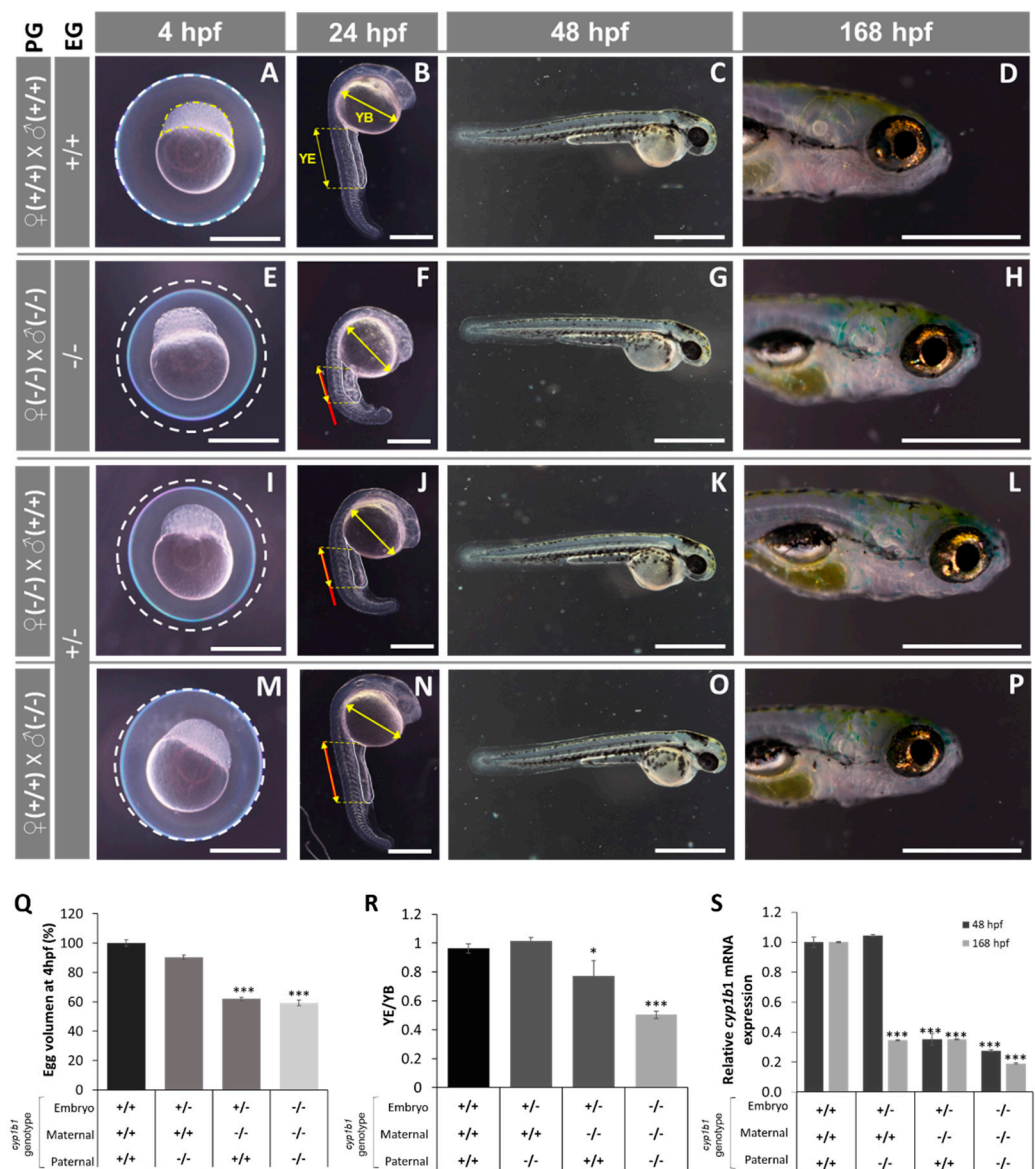 PG EG 4 hpf 24 hpf 48 hpf 168 hpf
♀(+/+) X ♂(+/+) +/+ A B C D
YB
YE
♀(-/-) X ♂(-/-) -/- E F G H
♀(-/-) X ♂(+/+) +/- I J K L
♀(+/+) X ♂(-/-) M N O P
Q
Egg volumen at 4hpf (%)
120
100
80
60
40
20
0
*** ***
Embryo +/+ +/- +/- -/-
Maternal +/+ +/+ -/- -/-
Paternal +/+ -/- +/+ -/-
cyp1b1 genotype
R
YE/YB
1.2
1
0.8
0.6
0.4
0.2
0
* ***
Embryo +/+ +/- +/- -/-
Maternal +/+ +/+ -/- -/-
Paternal +/+ -/- +/+ -/-
cyp1b1 genotype
S
Relative cyp1b1 mRNA
expression
1.2
1.0
0.8
0.6
0.4
0.2
0.0
48 hpf
168 hpf
*** *** *** *** ***
Embryo +/+ +/- +/- -/-
Maternal +/+ +/+ -/- -/-
Paternal +/+ -/- +/+ -/-
cyp1b1 genotype